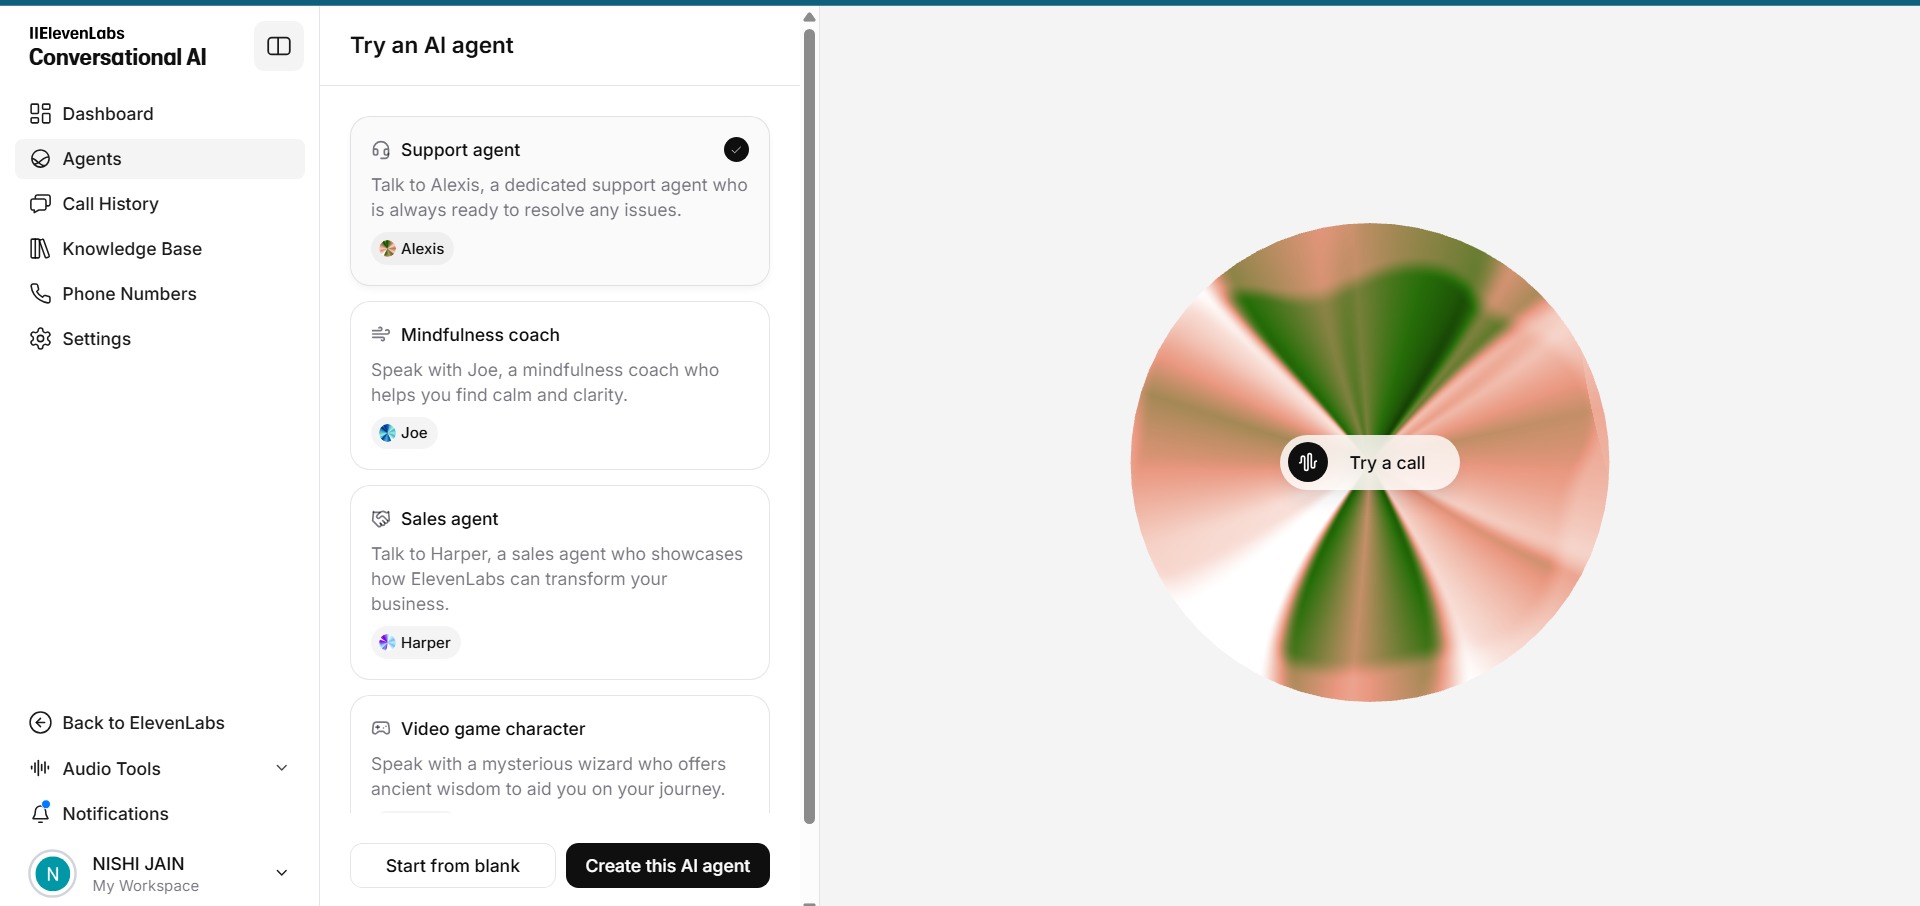 IIElevenLabs
Conversational AI
Dashboard
Agents
Call History
Knowledge Base
Phone Numbers
Settings
Back to ElevenLabs
Audio Tools
Notifications
N
NISHI JAIN
My Workspace
Try an AI agent
Support agent
Talk to Alexis, a dedicated support agent who
is always ready to resolve any issues.
Alexis
Mindfulness coach
Speak with Joe, a mindfulness coach who
helps you find calm and clarity.
Joe
Sales agent
Talk to Harper, a sales agent who showcases
how ElevenLabs can transform your
business.
Harper
Video game character
Speak with a mysterious wizard who offers
ancient wisdom to aid you on your journey.
Start from blank
Create this AI agent
Try a call